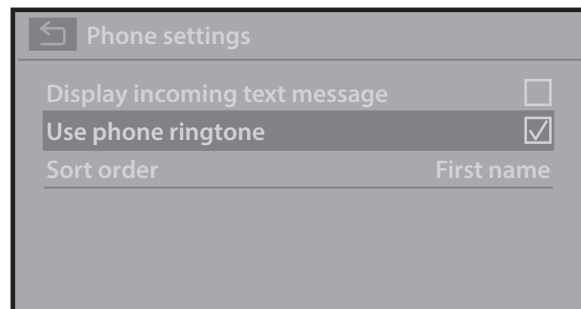 Phone settings
Display incoming text message
Use phone ringtone
Sort order First name